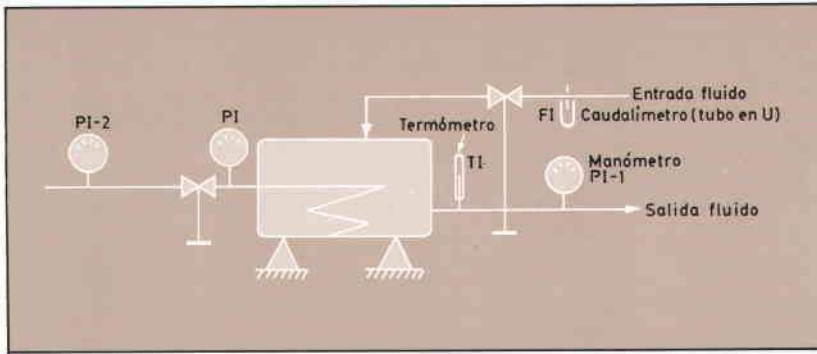 PI-2
PI
Termómetro
TI
Entrada fluido
FI Caudalímetro (tubo en U)
Manómetro
PI-1
Salida fluido